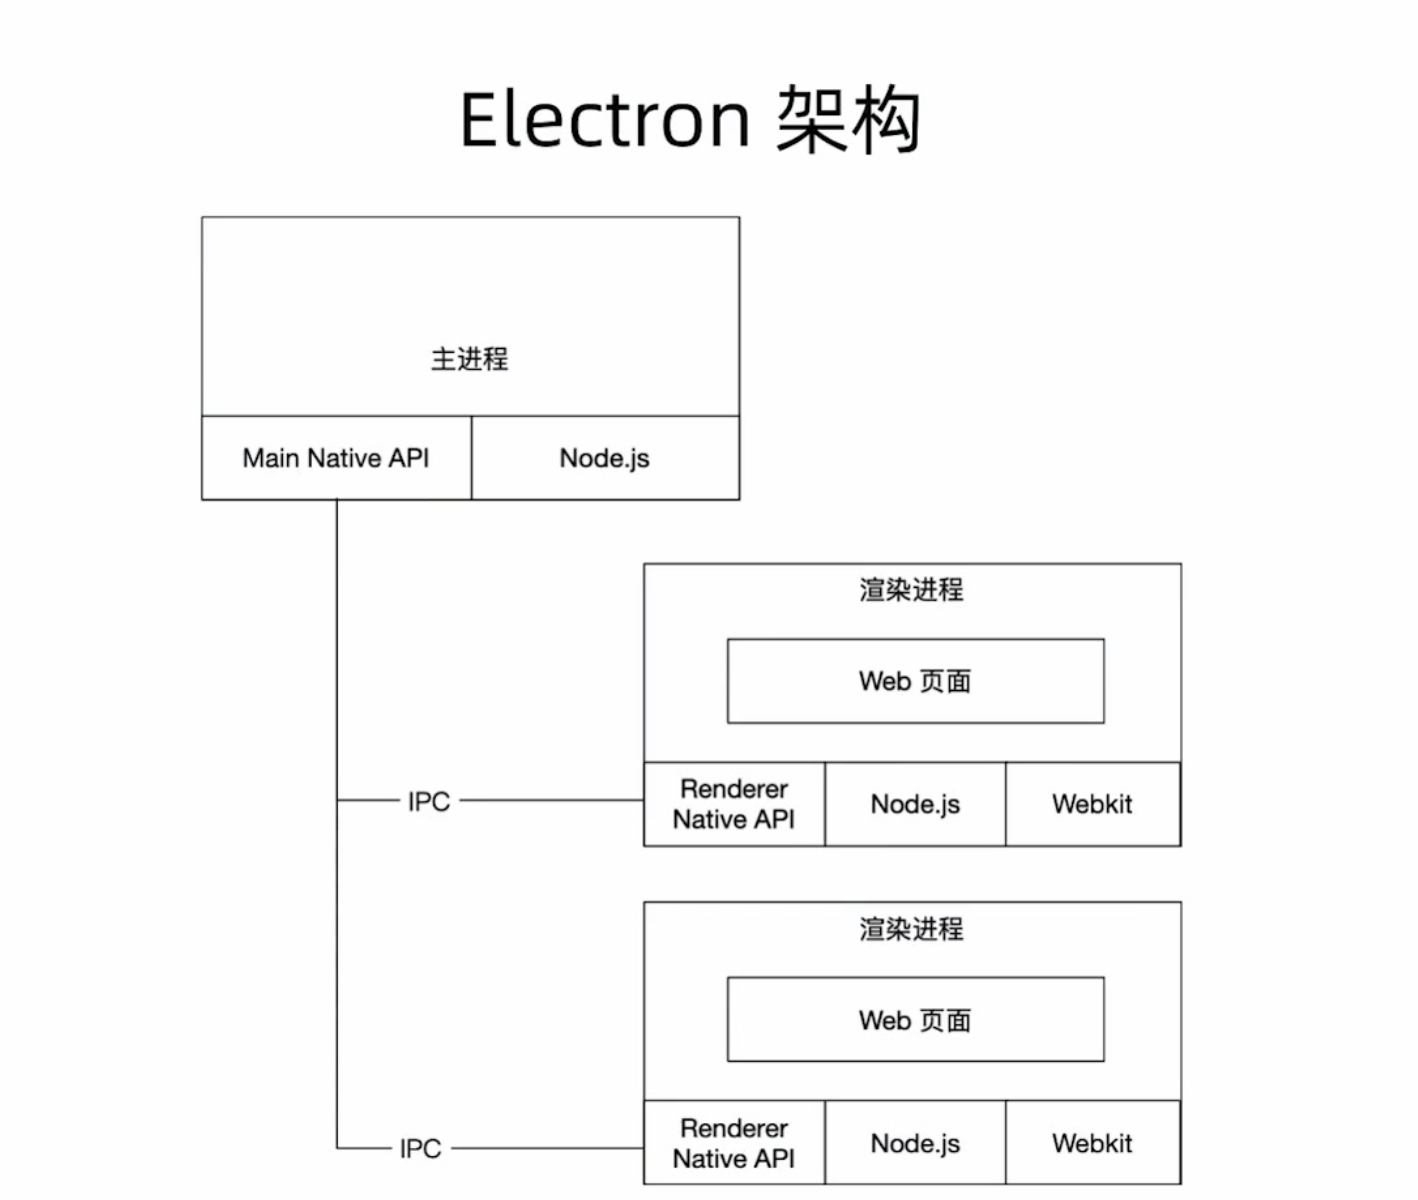 Electron 架构
主进程
Main Native API
Node.js
渲染进程
Web 页面
IPC
Renderer
Native API
Node.js
Webkit
渲染进程
Web 页面
IPC
Renderer
Native API
Node.js
Webkit